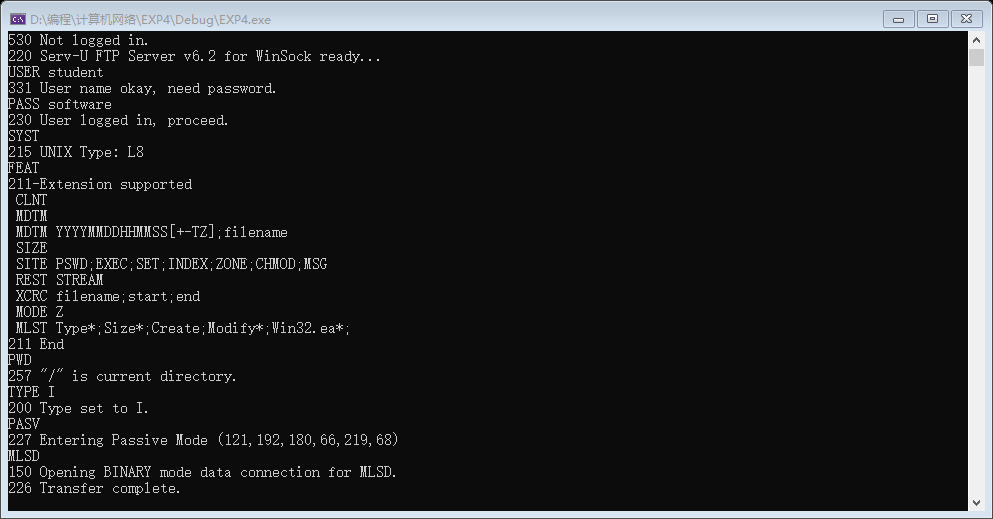 D:\编程\计算机网络\EXP4\Debug\EXP4.exe
530 Not logged in.
220 Serv-U FTP Server v6.2 for WinSock ready...
USER student
331 User name okay, need password.
PASS software
230 User logged in, proceed.
SYST
215 UNIX Type: L8
FEAT
211-Extension supported
 CLNT
 MDTM
 MDTM YYYYMMDDHHMMSS[+-TZ];filename
 SIZE
 SITE PSWD;EXEC;SET;INDEX;ZONE;CHMOD;MSG
 REST STREAM
 XCRC filename;start;end
 MODE Z
 MLST Type*;Size*;Create;Modify*;Win32.ea*;
211 End
PWD
257 "/" is current directory.
TYPE I
200 Type set to I.
PASV
227 Entering Passive Mode (121,192,180,66,219,68)
MLSD
150 Opening BINARY mode data connection for MLSD.
226 Transfer complete.